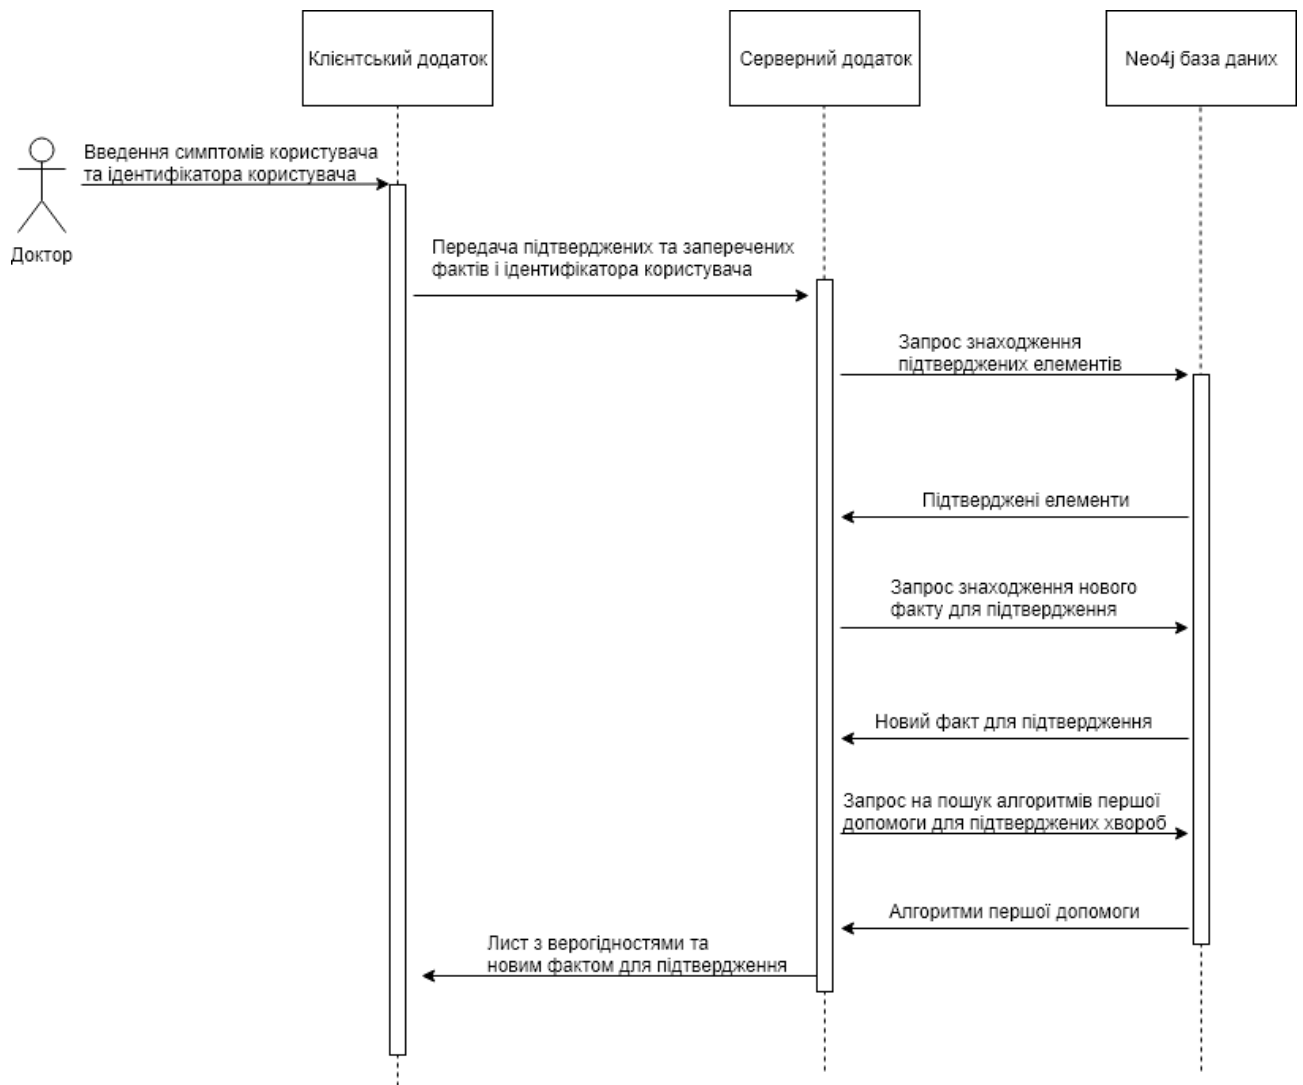 Клієнтський додаток
Серверний додаток
Neo4j база даних
Введення симптомів користувача
та ідентифікатора користувача
Доктор
Передача підтверджених та заперечених
фактів і ідентифікатора користувача
Запрос знаходження
підтверджених елементів
Підтверджені елементи
Запрос знаходження нового
факту для підтвердження
Новий факт для підтвердження
Запрос на пошук алгоритмів першої
допомоги для підтверджених хвороб
Алгоритми першої допомоги
Лист з верогідностями та
новим фактом для підтвердження